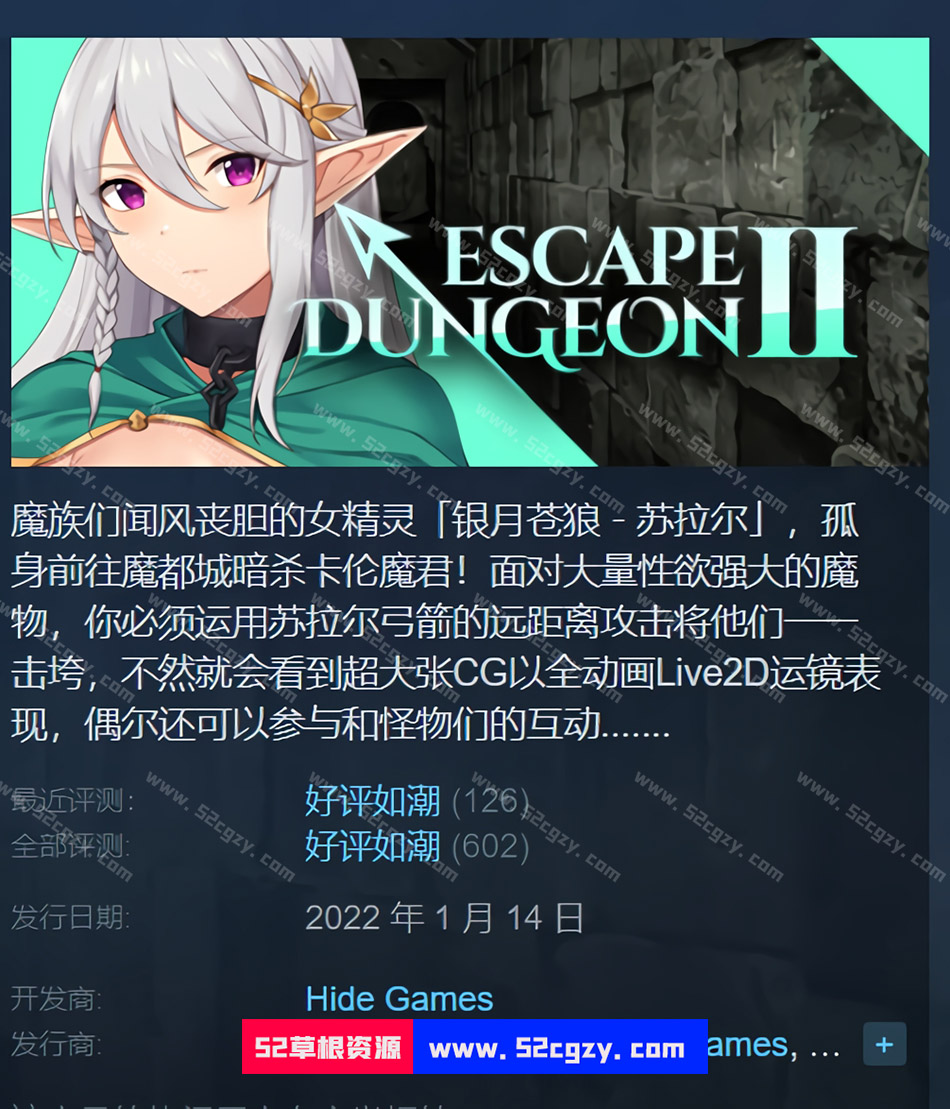 ESCAPE
DUNGEON II
魔族们闻风丧胆的女精灵「银月苍狼 - 苏拉尔」，孤
身前往魔都城暗杀卡伦魔君！面对大量性欲强大的魔
物，你必须运用苏拉尔弓箭的远距离攻击将他们一一
击垮，不然就会看到超大张CG以全动画Live2D运镜表
现，偶尔还可以参与和怪物们的互动.......
最近评测: 好评如潮 (126)
全部评测: 好评如潮 (602)
发行日期: 2022 年 1 月 14 日
开发商: Hide Games
发行商: ames, ... +
52草根资源 www.52cgzy.com